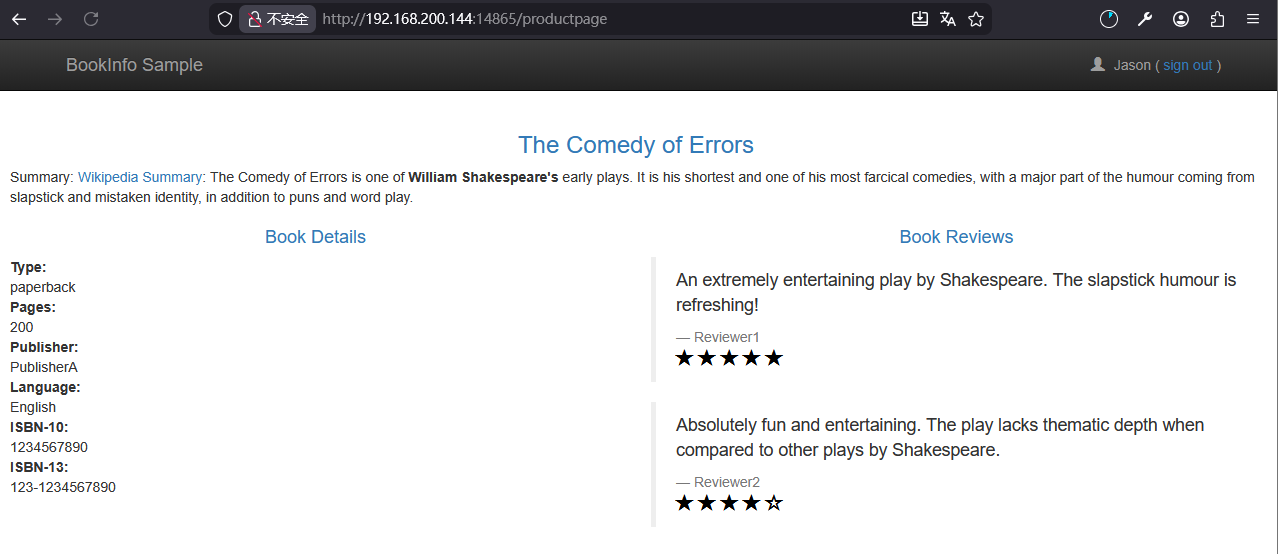 不安全 http://192.168.200.144:14865/productpage
BookInfo Sample
Jason ( sign out )
The Comedy of Errors
Summary: Wikipedia Summary: The Comedy of Errors is one of William Shakespeare's early plays. It is his shortest and one of his most farcical comedies, with a major part of the humour coming from
slapstick and mistaken identity, in addition to puns and word play.
Book Details
Type:
paperback
Pages:
200
Publisher:
PublisherA
Language:
English
ISBN-10:
1234567890
ISBN-13:
123-1234567890
Book Reviews
An extremely entertaining play by Shakespeare. The slapstick humour is
refreshing!
— Reviewer1
★★★★★
Absolutely fun and entertaining. The play lacks thematic depth when
compared to other plays by Shakespeare.
— Reviewer2
★★★★☆